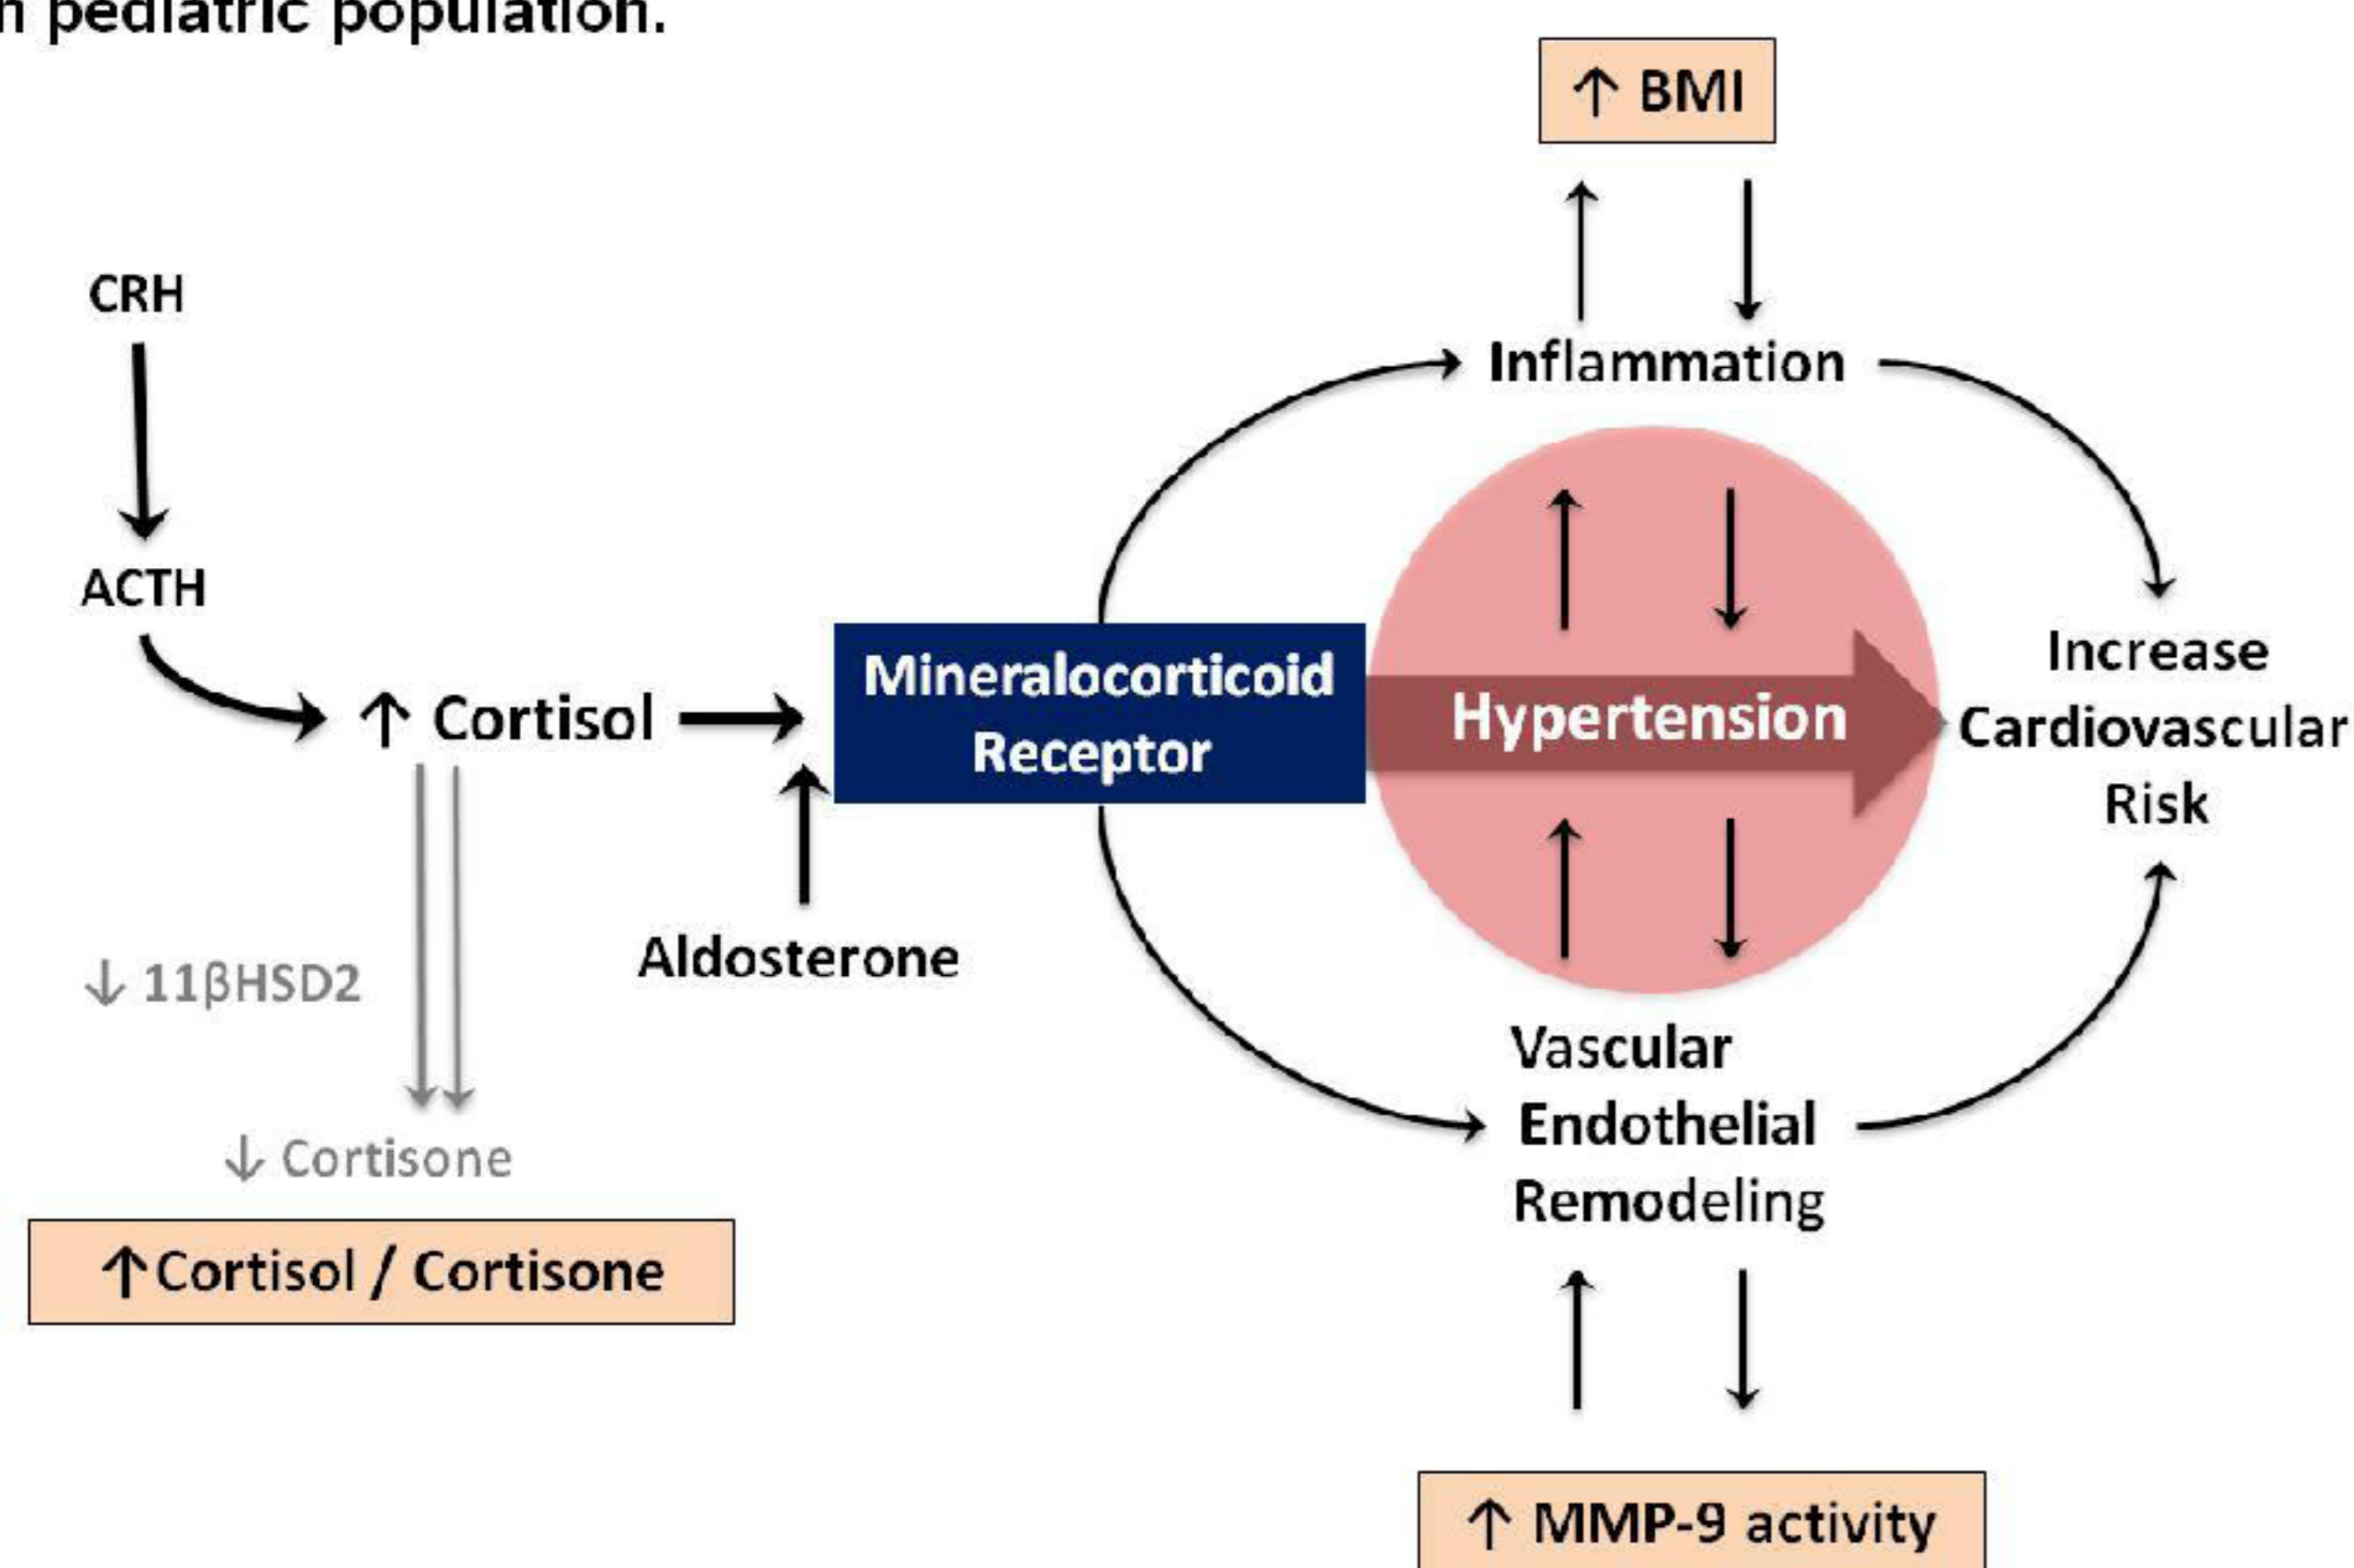 n pediatric population.
↑ BMI
CRH
Inflammation
ACTH
Increase
Mineralocorticoid
↑ Cortisol
Hypertension
Cardiovascular
Receptor
Risk
Aldosterone
↓ 11βHSD2
Vascular
Endothelial
↓ Cortisone
Remodeling
↑Cortisol / Cortisone
↑ MMP-9 activity